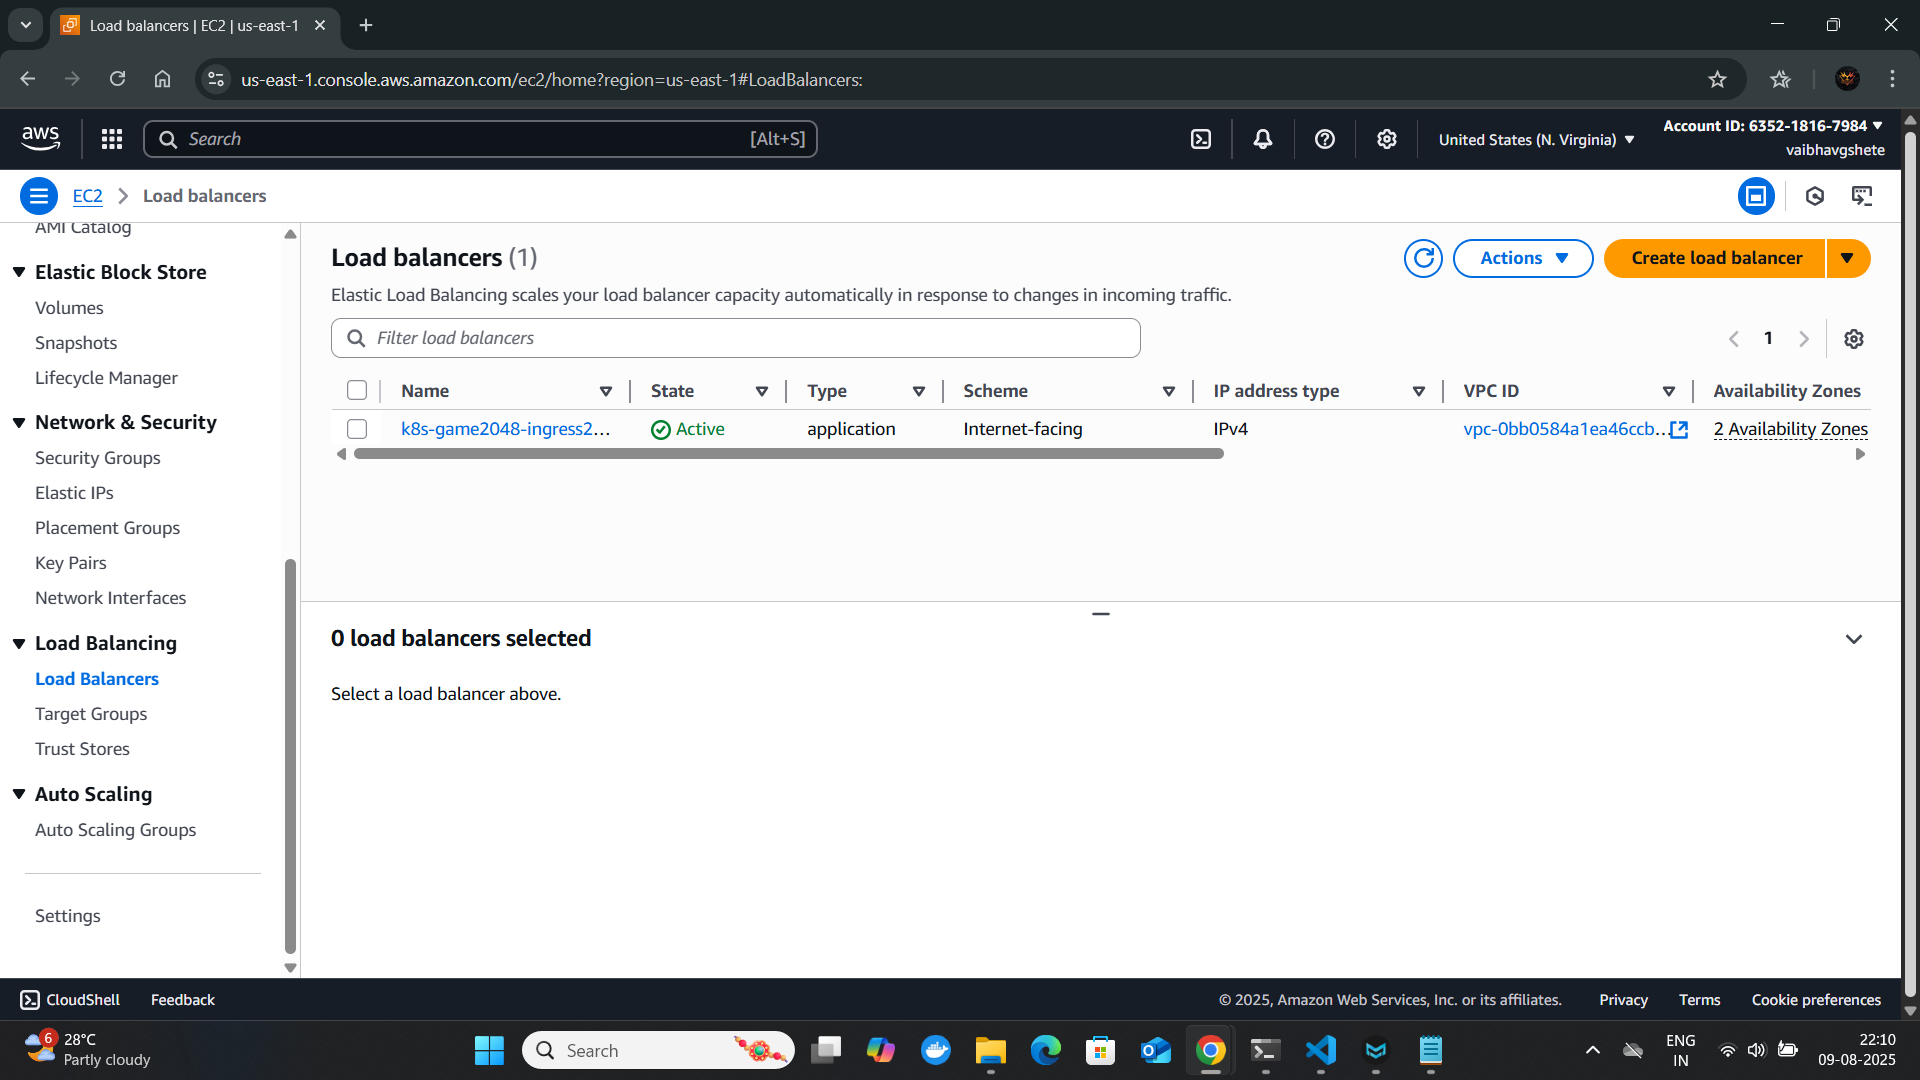 Load balancers | EC2 | us-east-1
us-east-1.console.aws.amazon.com/ec2/home?region=us-east-1#LoadBalancers:
aws
Search
[Alt+S]
United States (N. Virginia)
Account ID: 6352-1816-7984
vaibhavgshete
EC2
Load balancers
AMI Catalog
Elastic Block Store
Volumes
Snapshots
Lifecycle Manager
Network & Security
Security Groups
Elastic IPs
Placement Groups
Key Pairs
Network Interfaces
Load Balancing
Load Balancers
Target Groups
Trust Stores
Auto Scaling
Auto Scaling Groups
Settings
Load balancers (1)
Actions
Create load balancer
Elastic Load Balancing scales your load balancer capacity automatically in response to changes in incoming traffic.
Filter load balancers
1
Name State Type Scheme IP address type VPC ID Availability Zones
k8s-game2048-ingress2... Active application Internet-facing IPv4 vpc-0bb0584a1ea46ccb... 2 Availability Zones
0 load balancers selected
Select a load balancer above.
CloudShell Feedback
© 2025, Amazon Web Services, Inc. or its affiliates. Privacy Terms Cookie preferences
6
28°C
Partly cloudy
Search
ENG
IN
22:10
09-08-2025